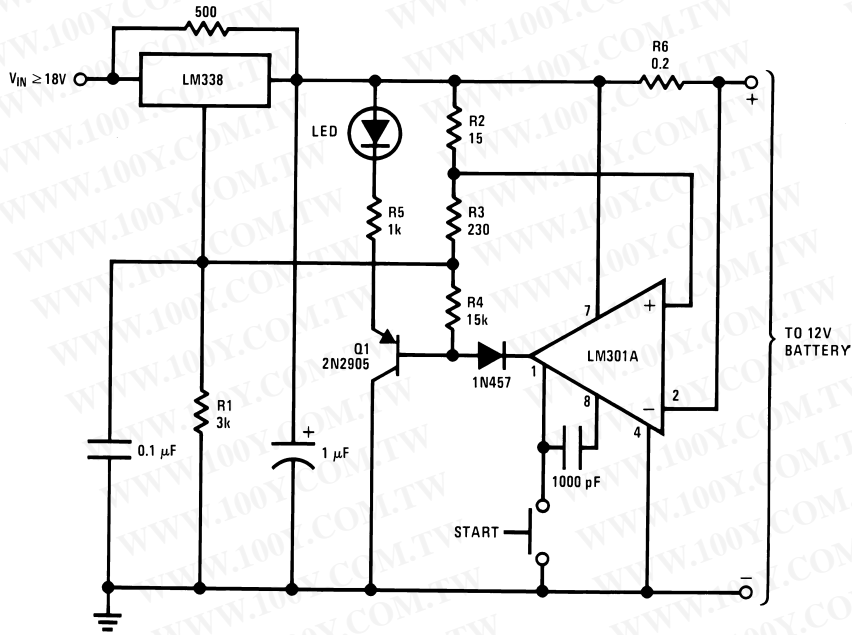 500
V_IN ≥ 18V
LM338
R6
0.2
+
LED
R2
15
R5
1k
R3
230
R4
15k
7
+
TO 12V
BATTERY
Q1
2N2905
1N457
LM301A
1
8
2
−
4
R1
3k
0.1 μF
+
1 μF
1000 pF
START
−
WWW.100Y.COM.TW